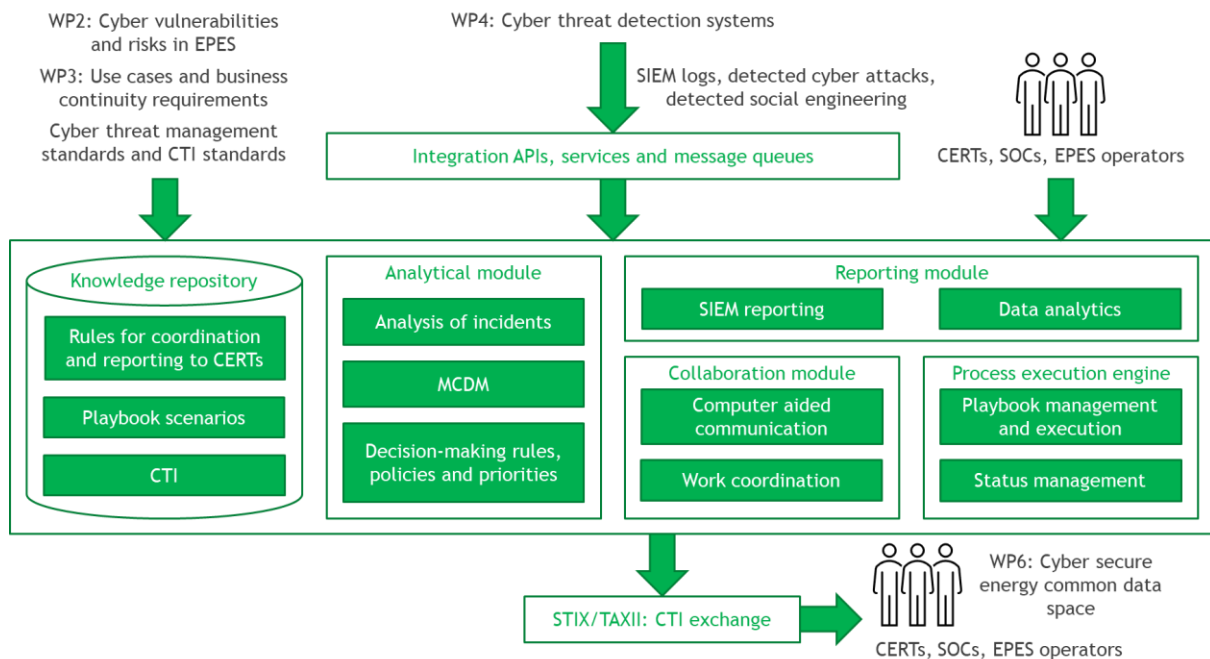 WP2: Cyber vulnerabilities
and risks in EPES
WP3: Use cases and business
continuity requirements
Cyber threat management
standards and CTI standards
WP4: Cyber threat detection systems
SIEM logs, detected cyber attacks,
detected social engineering
Integration APIs, services and message queues
CERTs, SOCs, EPES operators
Knowledge repository
Rules for coordination
and reporting to CERTs
Playbook scenarios
CTI
Analytical module
Analysis of incidents
MCDM
Decision-making rules,
policies and priorities
Reporting module
SIEM reporting
Data analytics
Collaboration module
Computer aided
communication
Work coordination
Process execution engine
Playbook management
and execution
Status management
STIX/TAXII: CTI exchange
WP6: Cyber secure
energy common data
space
CERTs, SOCs, EPES operators